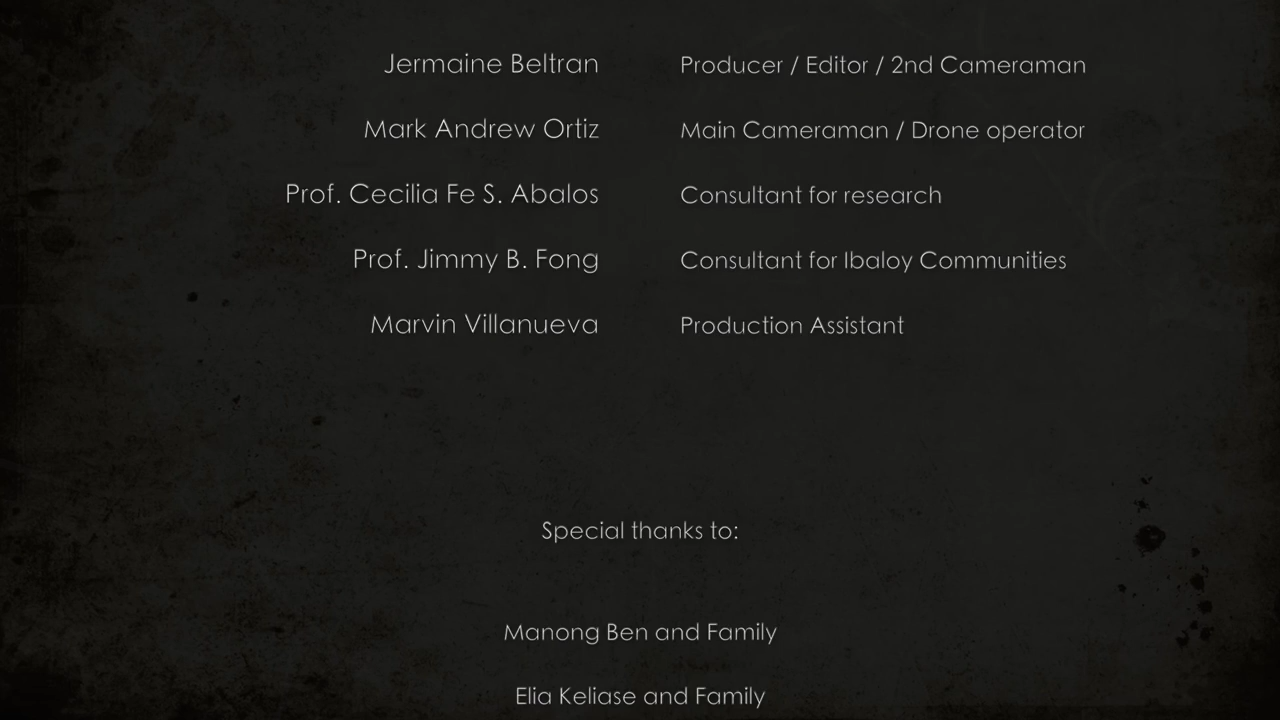 Jermaine Beltran Producer / Editor / 2nd Cameraman
Mark Andrew Ortiz Main Cameraman / Drone operator
Prof. Cecilia Fe S. Abalos Consultant for research
Prof. Jimmy B. Fong Consultant for Ibaloy Communities
Marvin Villanueva Production Assistant
Special thanks to:
Manong Ben and Family
Elia Keliase and Family